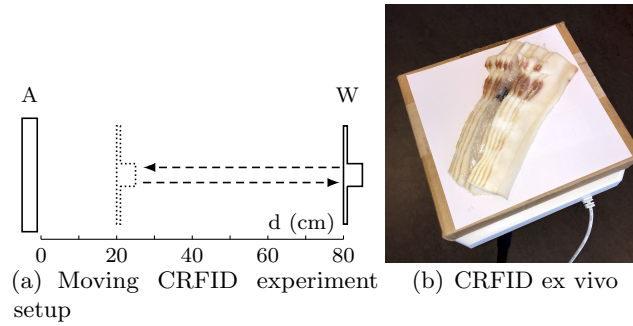 A
W
d (cm)
0 20 40 60 80
(a) Moving CRFID experiment
setup
(b) CRFID ex vivo